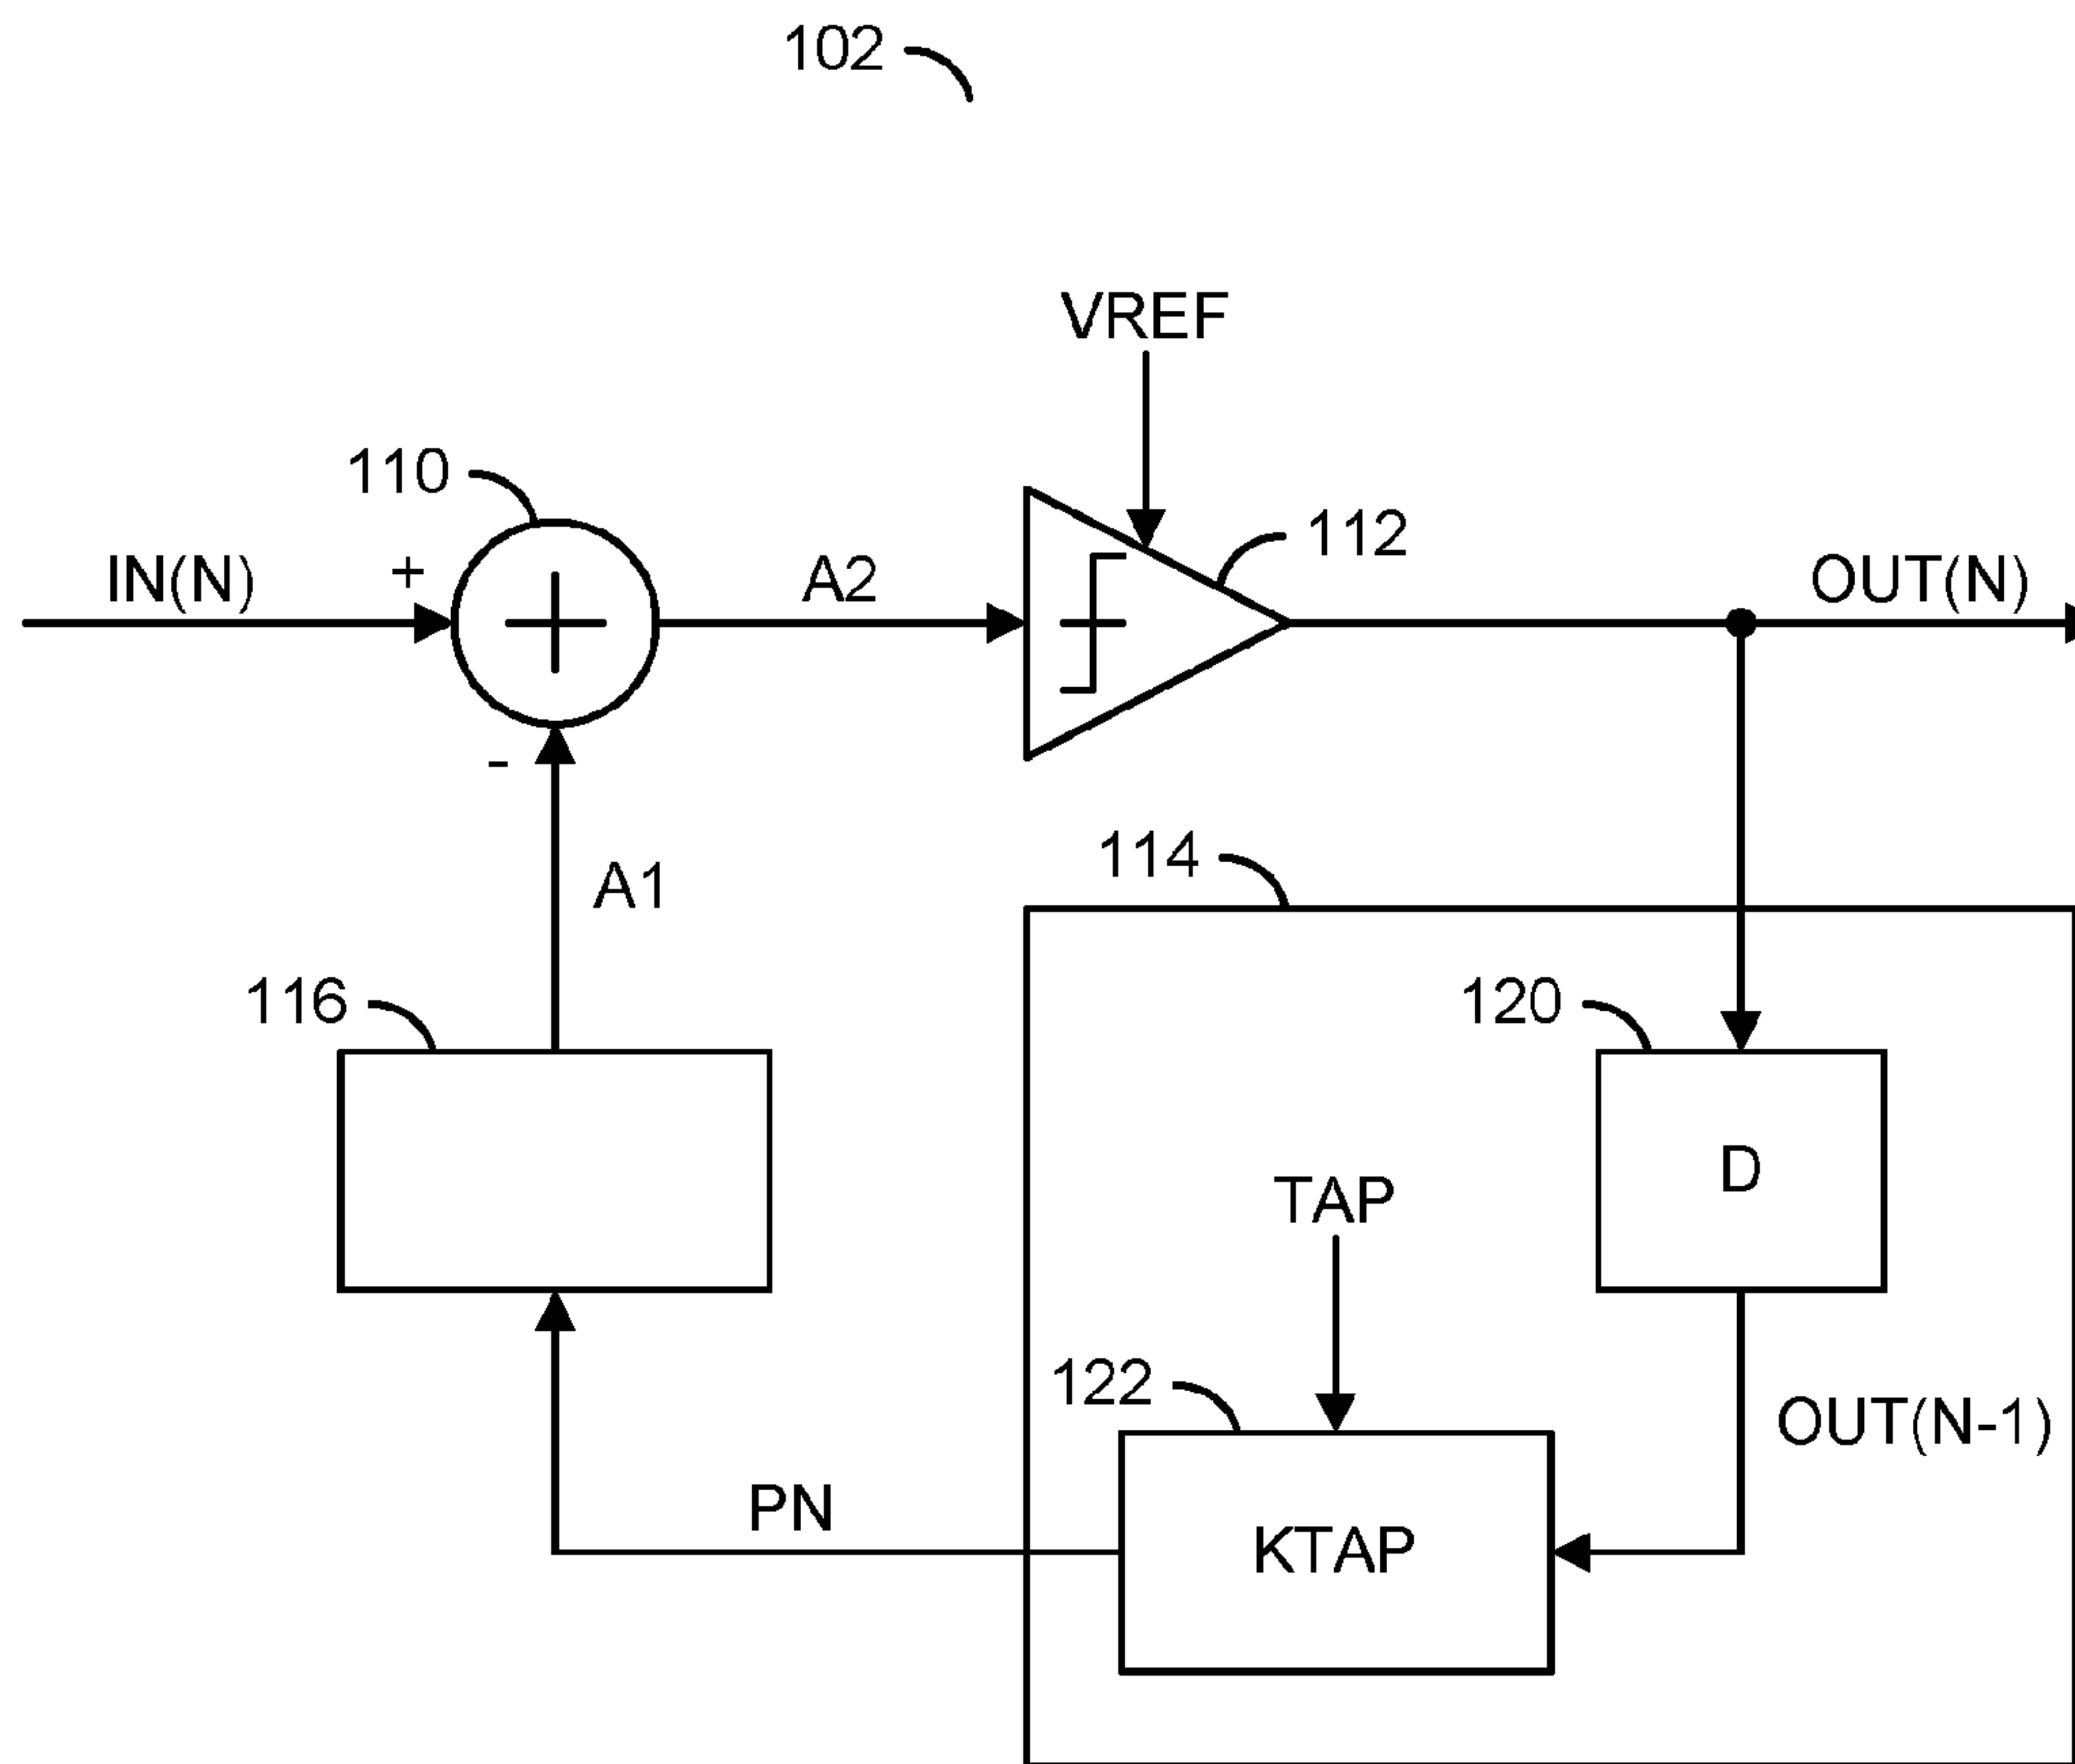 102
VREF
110
112
IN(N)
+
A2
OUT(N)
-
114
A1
116
120
D
TAP
122
OUT(N-1)
PN
KTAP